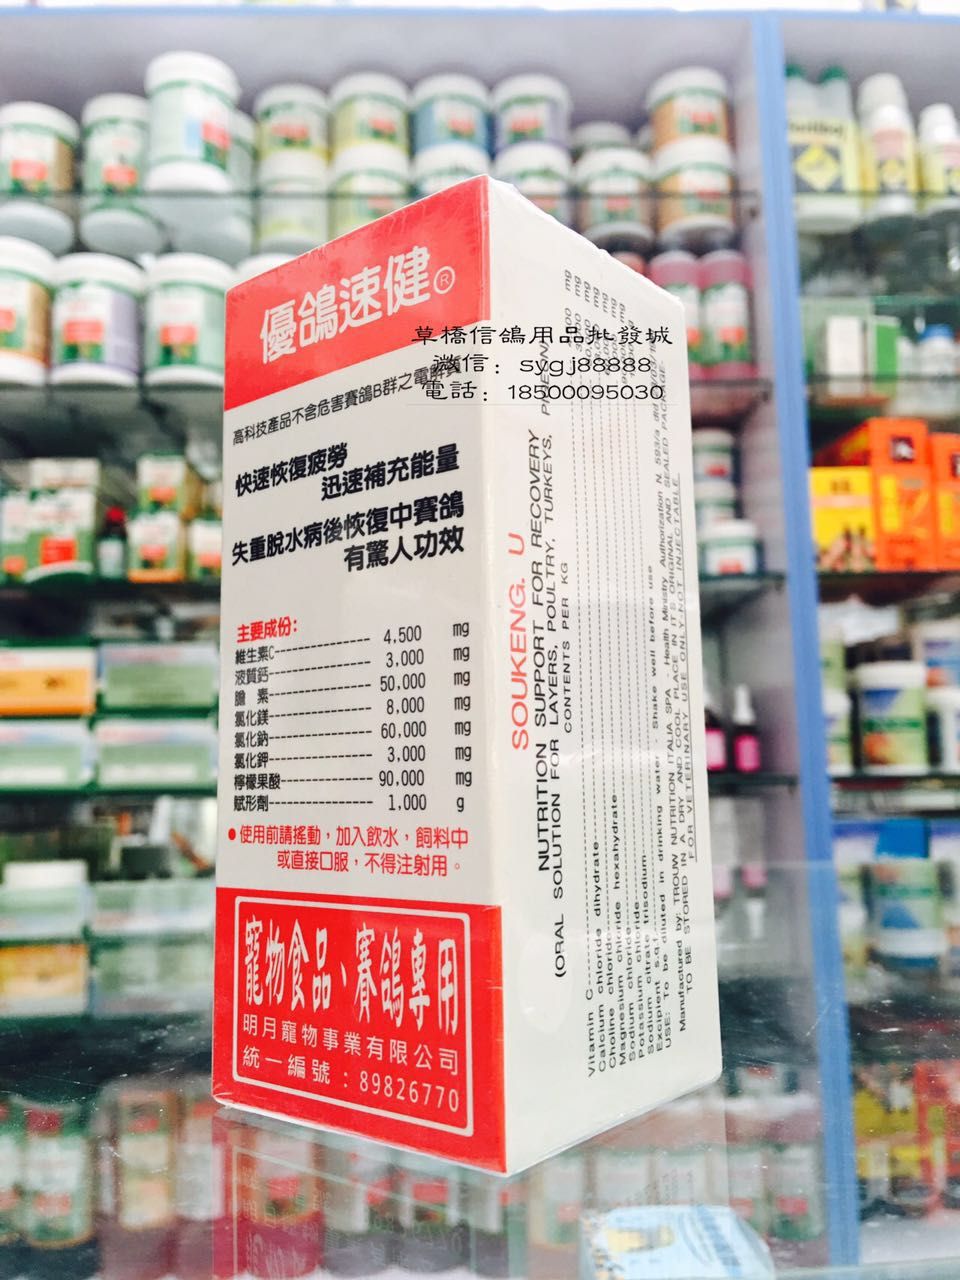 優鴿速健®
高科技產品不含危害賽鴿B群之電解質
快速恢復疲勞
迅速補充能量
失重脫水病後恢復中賽鴿
有驚人功效
主要成份:
維生素C 4,500 mg
液質鈣 3,000 mg
膽 素 50,000 mg
氯化鎂 8,000 mg
氯化鈉 60,000 mg
氯化鉀 3,000 mg
檸檬果酸 90,000 mg
賦形劑 1,000 g
• 使用前請搖動，加入飲水，飼料中
或直接口服，不得注射用。
寵物食品、賽鴿專用
明月寵物事業有限公司
統一編號：89826770
草橋信鴿用品批發城
微信：sygj88888
電話：18500095030
SOUKENG. U
NUTRITION SUPPORT FOR RECOVERY
(ORAL SOLUTION FOR LAYERS, POULTRY, TURKEYS,
CONTENTS PER KG
Vitamin C
Calcium chloride dihydrate
Choline chloride
Magnesium chloride hexahydrate
Sodium chloride
Potassium chloride
Sodium citrate trisodium
Excipient s.q.1
USE: To be diluted in drinking water - Shake well before use
Manufactured by: TROUW NUTRITION ITALIA SPA - Health Ministry Authorization N. 593/a
TO BE STORED IN A DRY AND COOL PLACE IN IT'S ORIGINAL AND SEALED PACKAGE-
FOR VETERINARY USE ONLY-NOT INJECTABLE